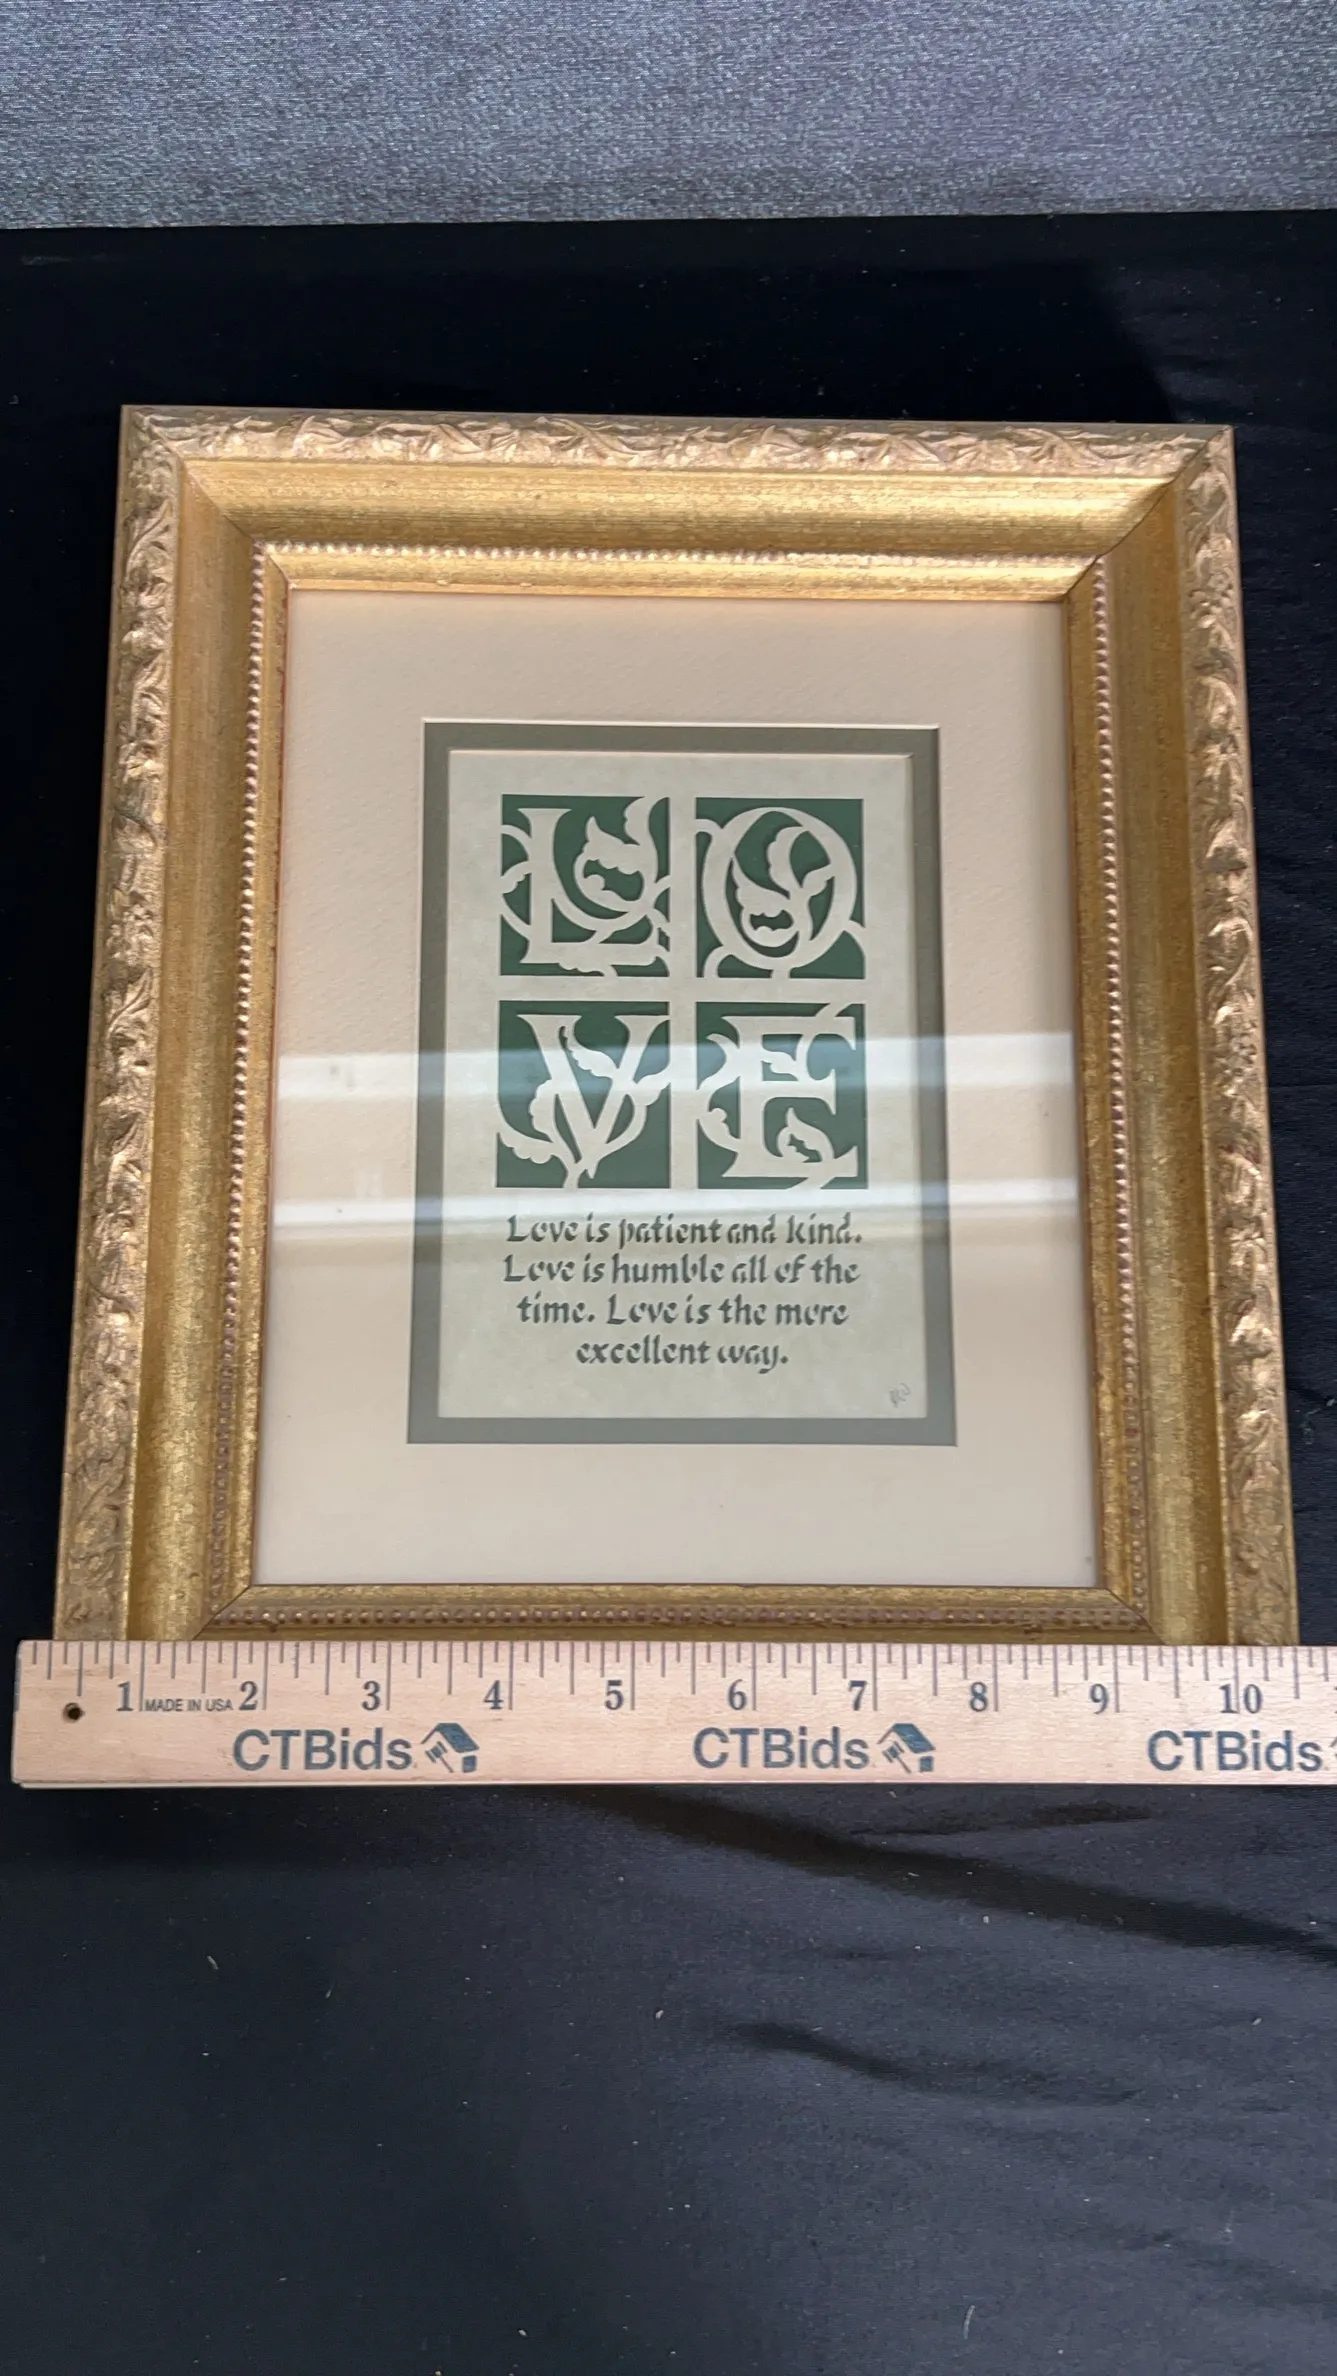 LO
VE
Love is patient and kind.
Love is humble all of the
time. Love is the more
excellent way.
1 MADE IN USA 2 3 4 5 6 7 8 9 10
CTBids. CTBids. CTBids.